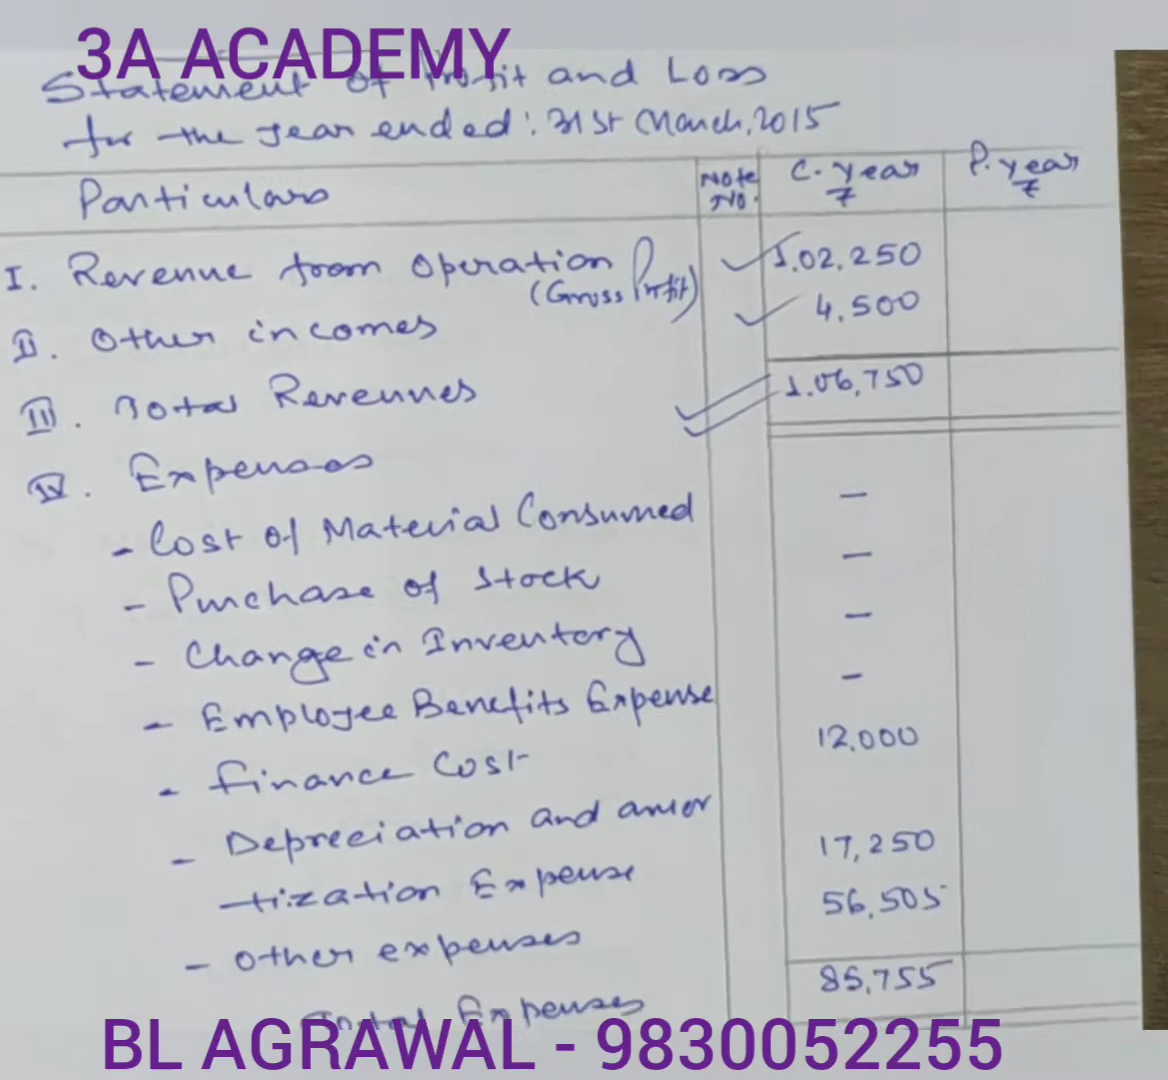 3A ACADEMY
Statement of Profit and Loss
for the year ended: 31st March, 2015
Particulars Note No. C. year ₹ P. year ₹
I. Revenue from Operation 1,02,250
(Gross Profit)
II. Other incomes 4,500
III. Total Revenues 1,06,750
IV. Expenses
- Cost of Material Consumed –
- Purchase of Stock –
- Change in Inventory –
- Employee Benefits Expense –
- Finance Cost 12,000
- Depreciation and amor
-tization Expense 17,250
- Other expenses 56,505
Total Expenses 85,755
BL AGRAWAL - 9830052255